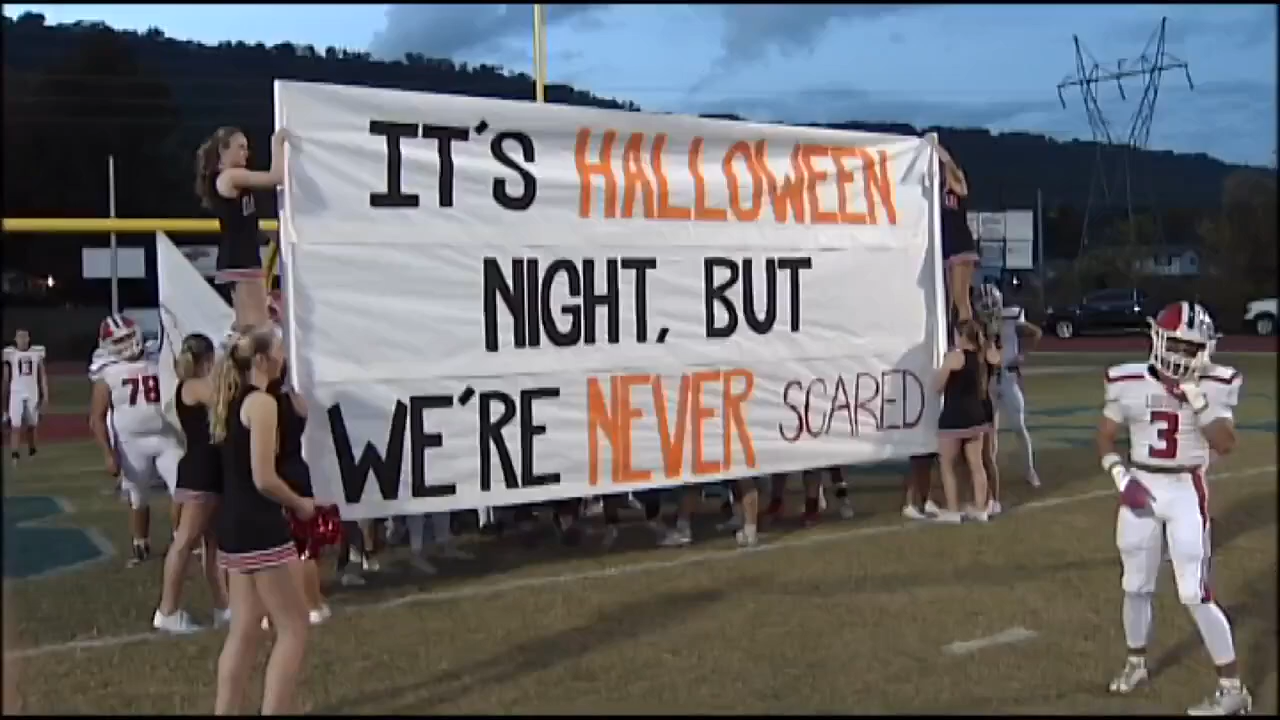 IT'S HALLOWEEN
NIGHT, BUT
WE'RE NEVER SCARED
78
3
13